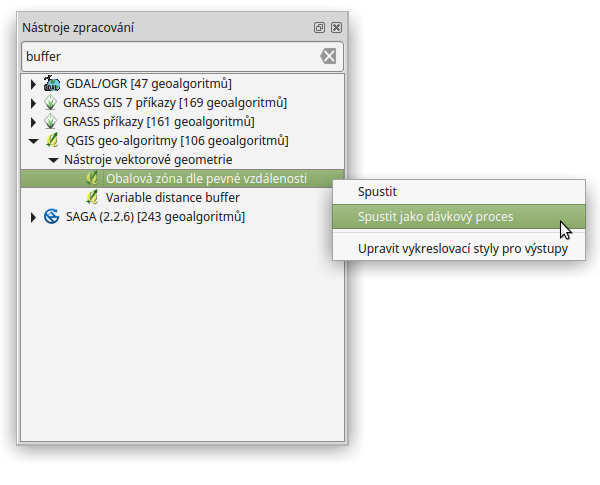 Nástroje zpracování
buffer
GDAL/OGR [47 geoalgoritmů]
GRASS GIS 7 příkazy [169 geoalgoritmů]
GRASS příkazy [161 geoalgoritmů]
QGIS geo-algoritmy [106 geoalgoritmů]
Nástroje vektorové geometrie
Obalová zóna dle pevné vzdálenosti
Variable distance buffer
SAGA (2.2.6) [243 geoalgoritmů]
Spustit
Spustit jako dávkový proces
Upravit vykreslovací styly pro výstupy